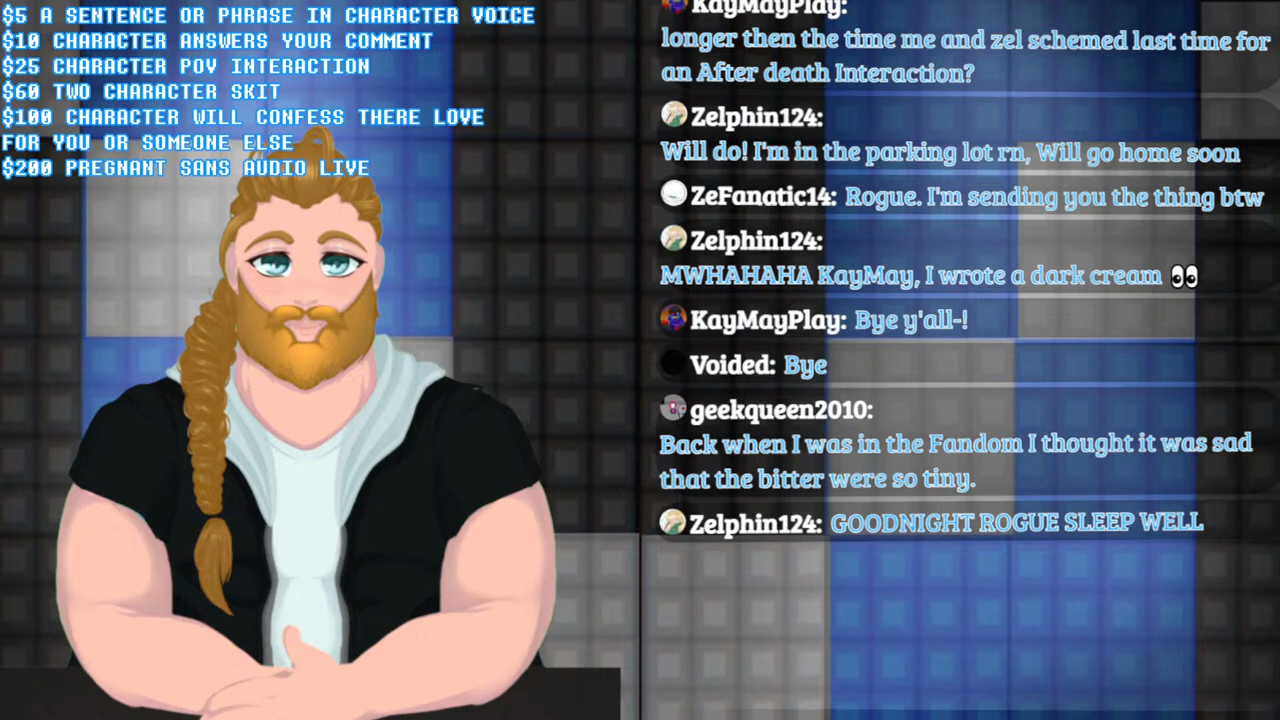 $5 A SENTENCE OR PHRASE IN CHARACTER VOICE
$10 CHARACTER ANSWERS YOUR COMMENT
$25 CHARACTER POV INTERACTION
$60 TWO CHARACTER SKIT
$100 CHARACTER WILL CONFESS THERE LOVE
FOR YOU OR SOMEONE ELSE
$200 PREGNANT SANS AUDIO LIVE
KayMayPlay:
longer then the time me and zel schemed last time for
an After death Interaction?
Zelphin124:
Will do! I'm in the parking lot rn, Will go home soon
ZeFanatic14: Rogue. I'm sending you the thing btw
Zelphin124:
MWHAHAHA KayMay, I wrote a dark cream 👀
KayMayPlay: Bye y'all-!
Voided: Bye
geekqueen2010:
Back when I was in the Fandom I thought it was sad
that the bitter were so tiny.
Zelphin124: GOODNIGHT ROGUE SLEEP WELL